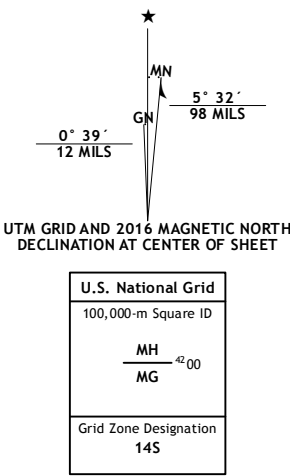 ★
MN
5° 32´
98 MILS
GN
0° 39´
12 MILS
UTM GRID AND 2016 MAGNETIC NORTH
DECLINATION AT CENTER OF SHEET
U.S. National Grid
100,000-m Square ID
MH
4200
MG
Grid Zone Designation
14S